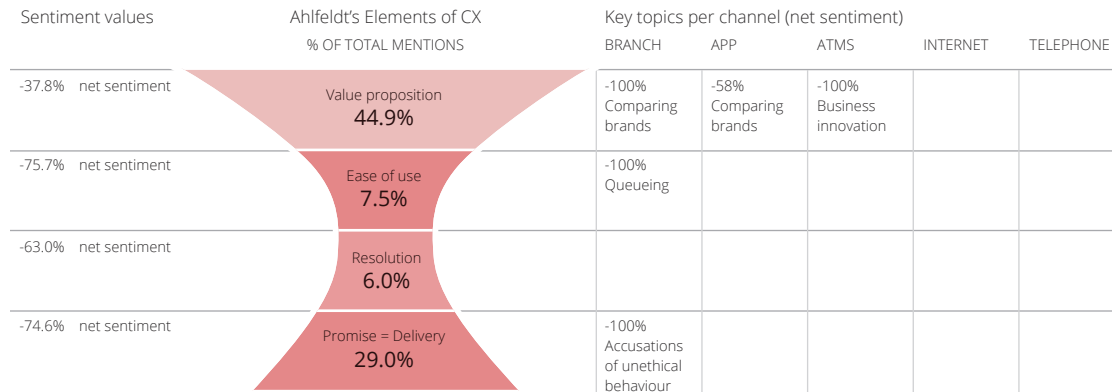 Sentiment values
Ahlfeldt’s Elements of CX
Key topics per channel (net sentiment)
% OF TOTAL MENTIONS
BRANCH
APP
ATMS
INTERNET
TELEPHONE
-37.8% net sentiment
Value proposition
44.9%
-100%
Comparing
brands
-58%
Comparing
brands
-100%
Business
innovation
-75.7% net sentiment
Ease of use
7.5%
-100%
Queueing
-63.0% net sentiment
Resolution
6.0%
-74.6% net sentiment
Promise = Delivery
29.0%
-100%
Accusations
of unethical
behaviour